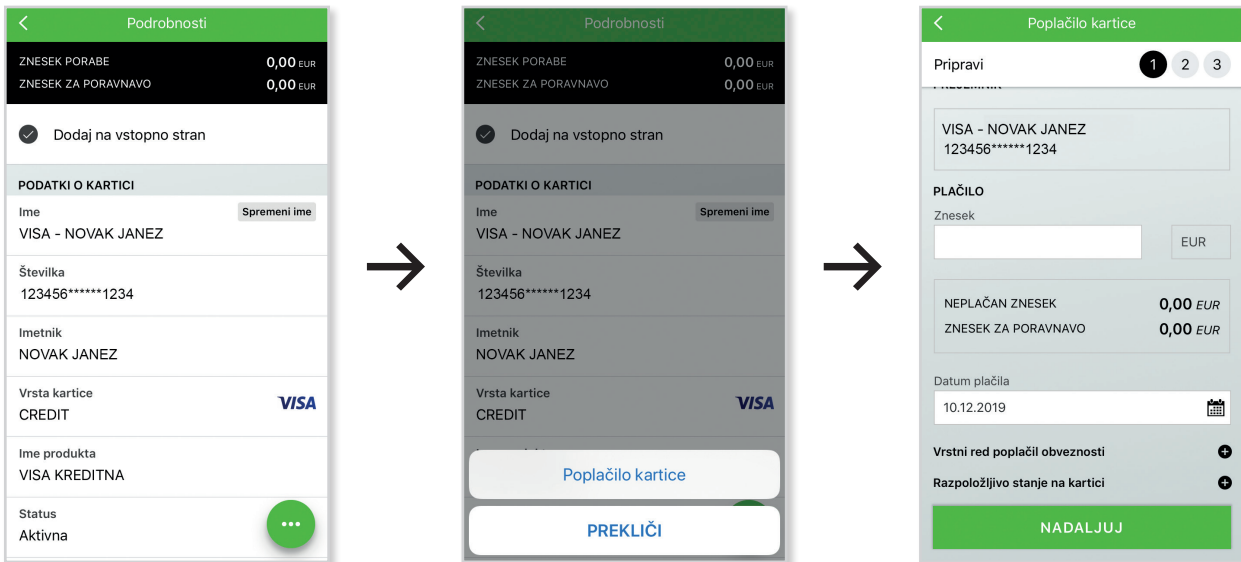 Podrobnosti
ZNESEK PORABE 0,00 EUR
ZNESEK ZA PORAVNAVO 0,00 EUR
Dodaj na vstopno stran
PODATKI O KARTICI
Ime Spremeni ime
VISA - NOVAK JANEZ
Številka
123456******1234
Imetnik
NOVAK JANEZ
Vrsta kartice
CREDIT VISA
Ime produkta
VISA KREDITNA
Status
Aktivna
Podrobnosti
ZNESEK PORABE 0,00 EUR
ZNESEK ZA PORAVNAVO 0,00 EUR
Dodaj na vstopno stran
PODATKI O KARTICI
Ime Spremeni ime
VISA - NOVAK JANEZ
Številka
123456******1234
Imetnik
NOVAK JANEZ
Vrsta kartice
CREDIT VISA
Poplačilo kartice
PREKLIČI
Poplačilo kartice
Pripravi 1 2 3
VISA - NOVAK JANEZ
123456******1234
PLAČILO
Znesek
EUR
NEPLAČAN ZNESEK 0,00 EUR
ZNESEK ZA PORAVNAVO 0,00 EUR
Datum plačila
10.12.2019
Vrstni red poplačil obveznosti
Razpoložljivo stanje na kartici
NADALJUJ